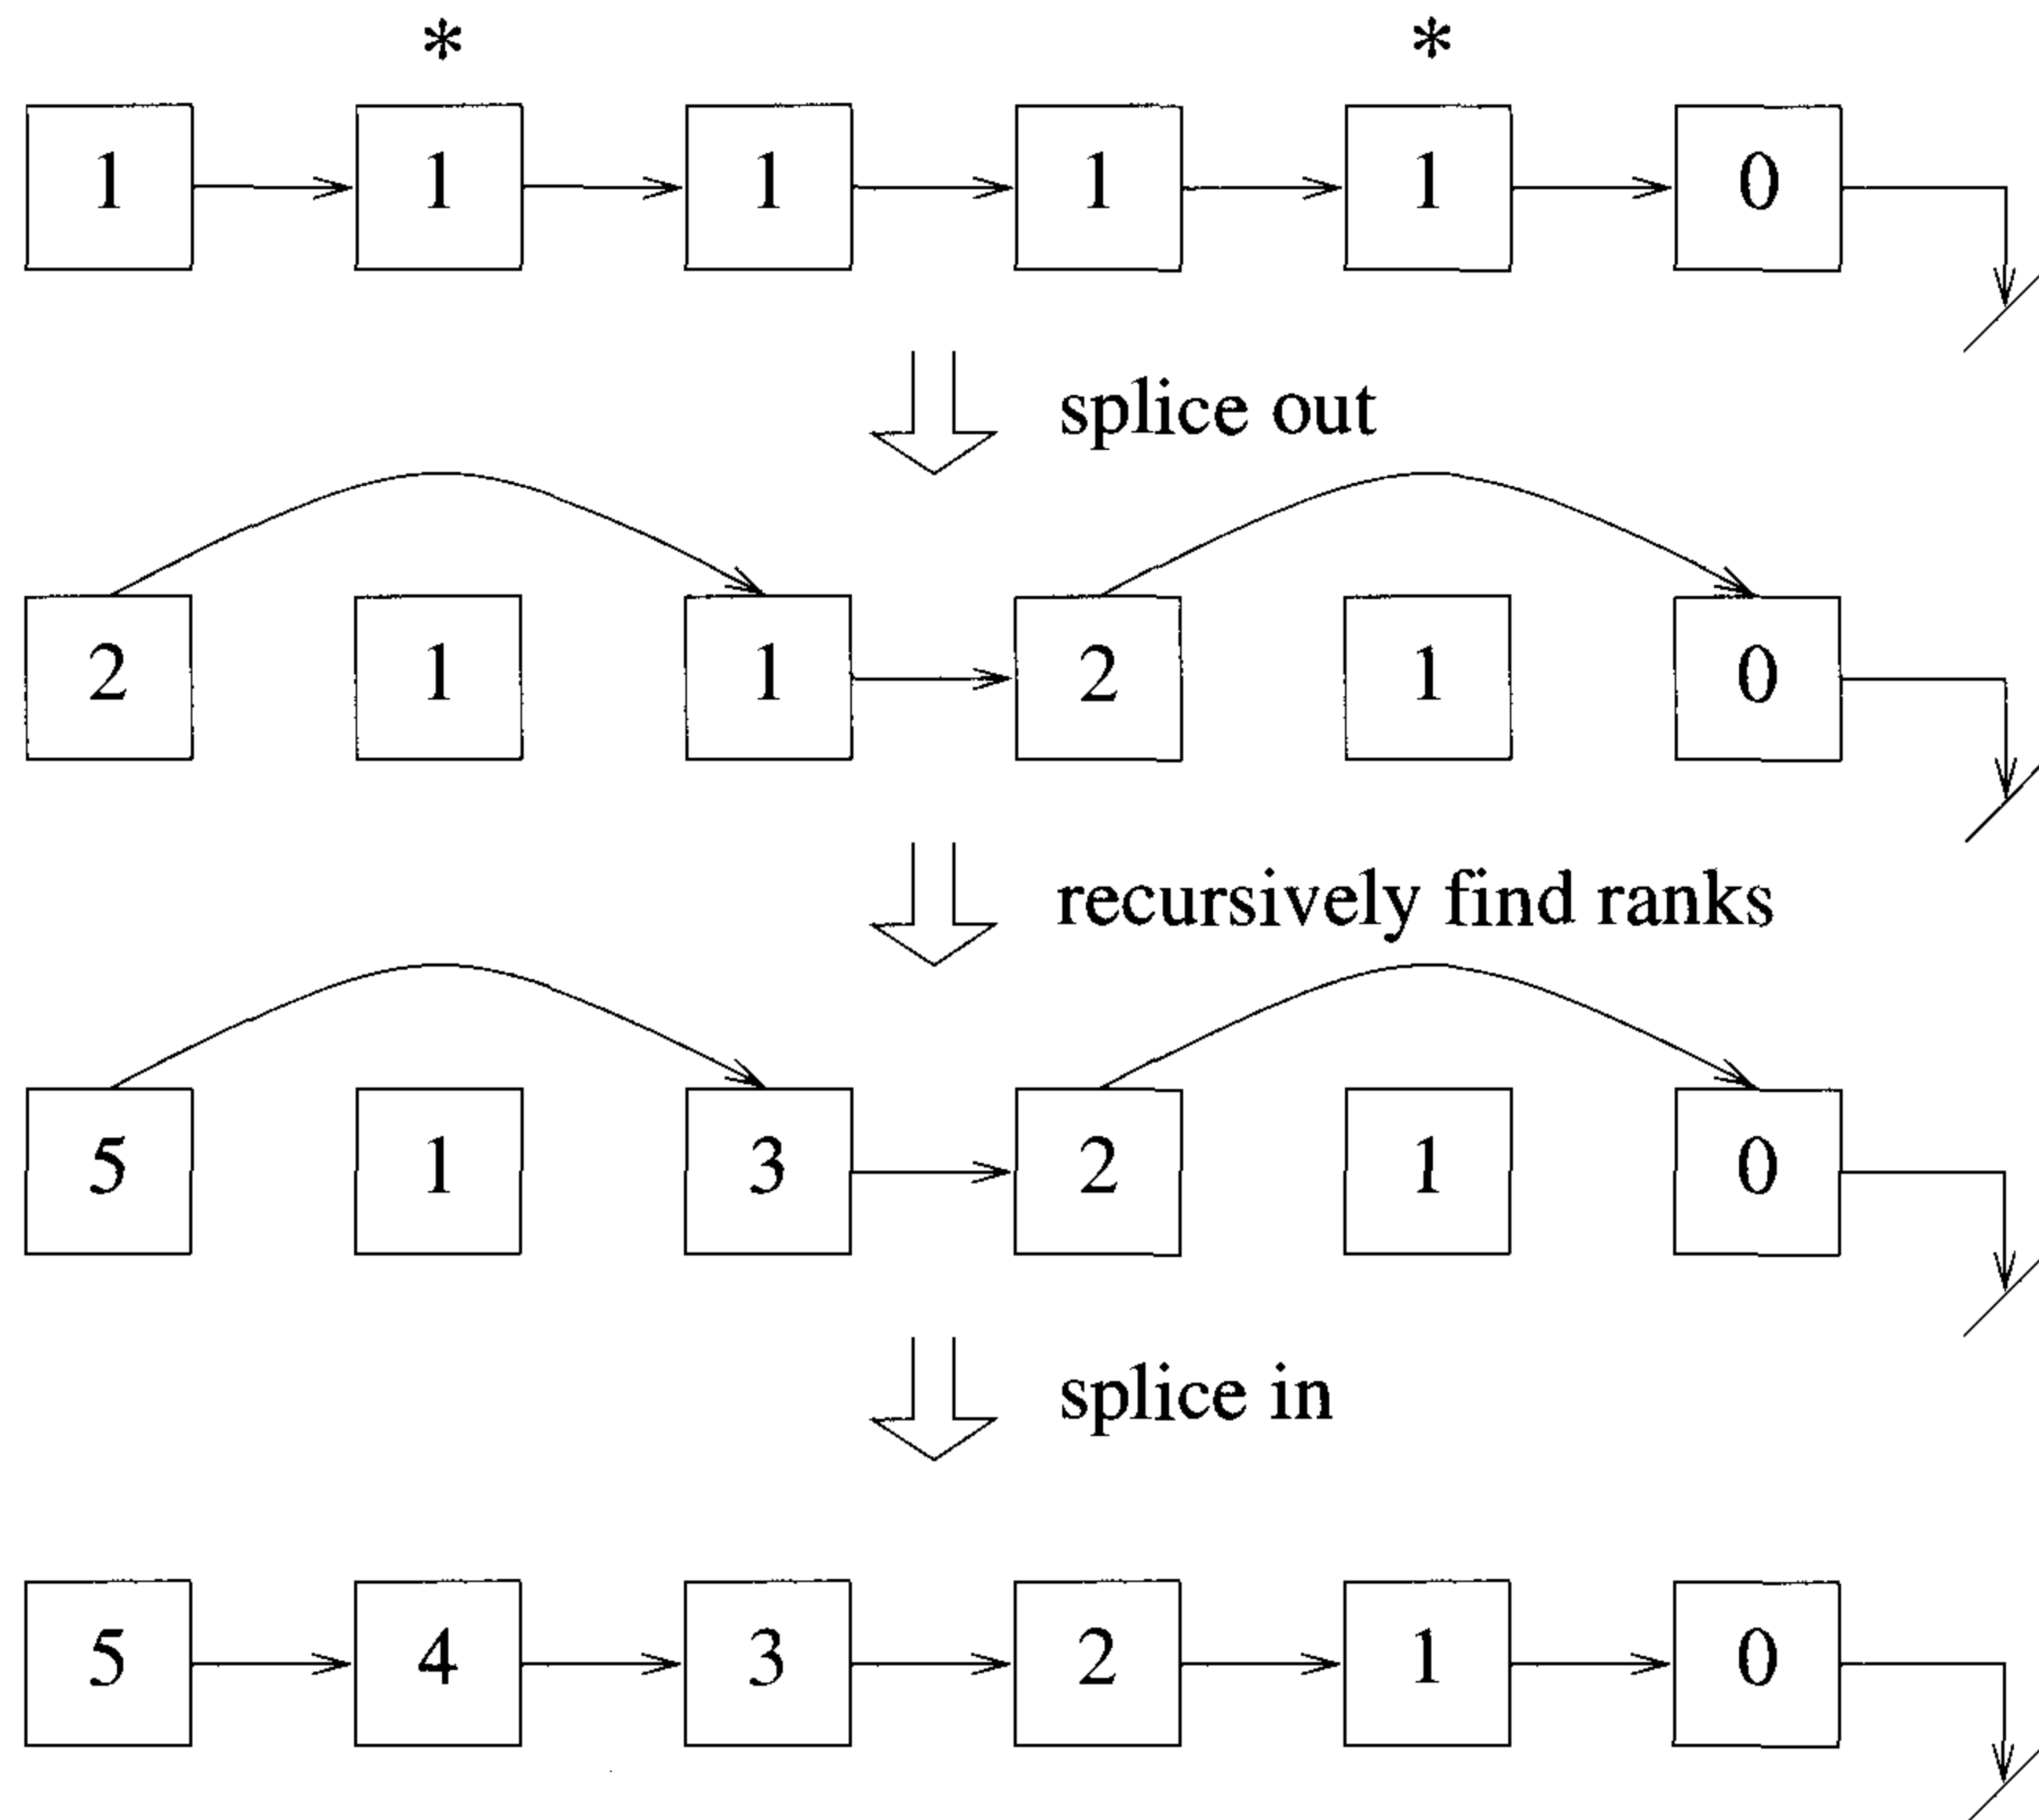 * *
1 1 1 1 1 0
splice out
2 1 1 2 1 0
recursively find ranks
5 1 3 2 1 0
splice in
5 4 3 2 1 0